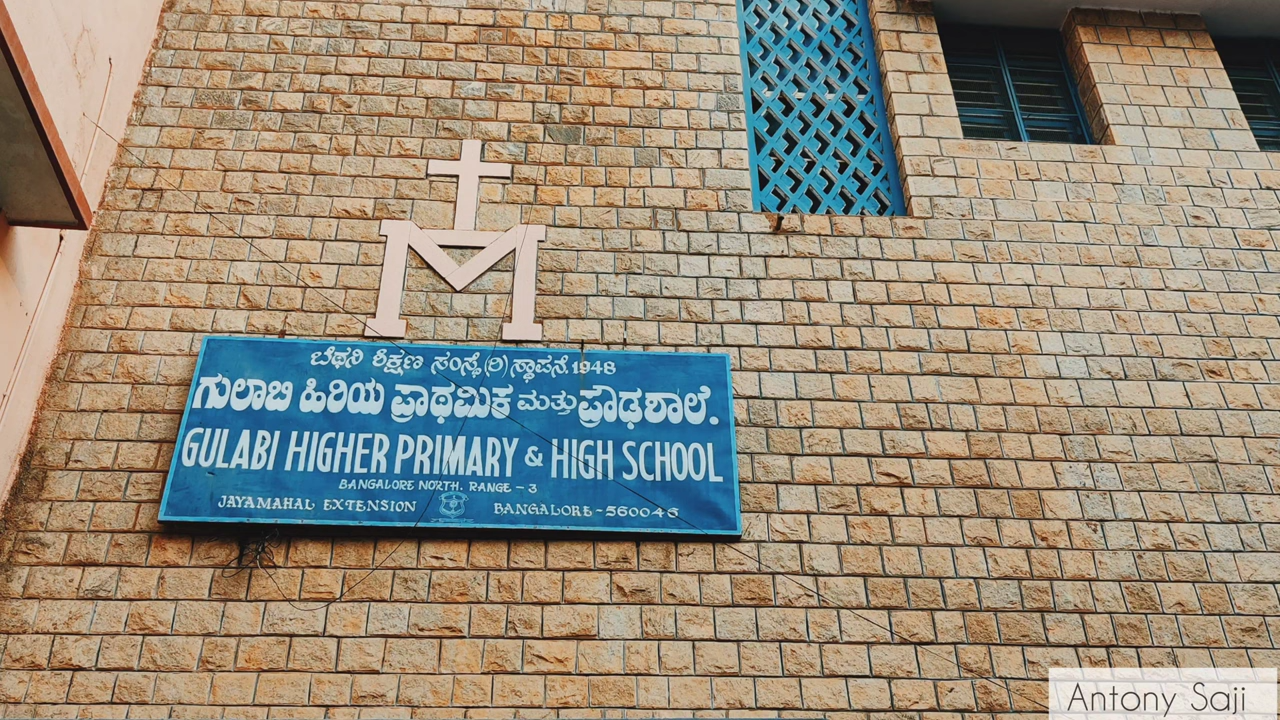 ಬೆಥನಿ ಶಿಕ್ಷಣ ಸಂಸ್ಥೆ(ರಿ) ಸ್ಥಾಪನೆ.1948
ಗುಲಾಬಿ ಹಿರಿಯ ಪ್ರಾಥಮಿಕ ಮತ್ತು ಪ್ರೌಢಶಾಲೆ.
GULABI HIGHER PRIMARY & HIGH SCHOOL
BANGALORE NORTH. RANGE - 3
JAYAMAHAL EXTENSION BANGALORE-560046
Antony Saji